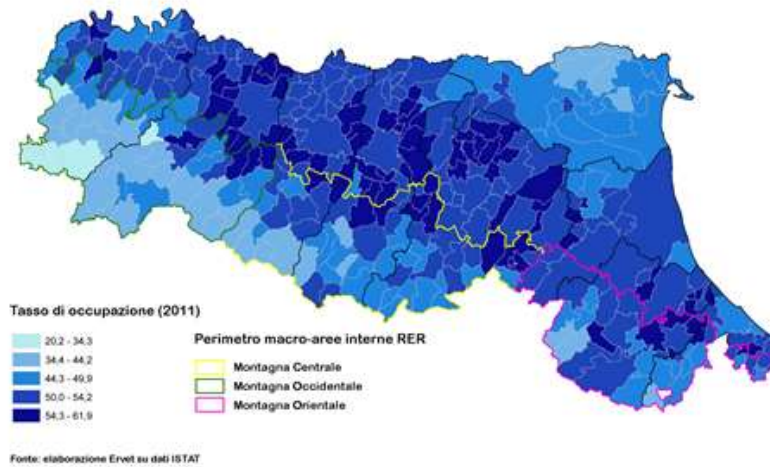 Tasso di occupazione (2011)
20,2 - 34,3
34,4 - 44,2
44,3 - 49,9
50,0 - 54,2
54,3 - 61,9
Perimetro macro-aree interne RER
Montagna Centrale
Montagna Occidentale
Montagna Orientale
Fonte: elaborazione Ervet su dati ISTAT